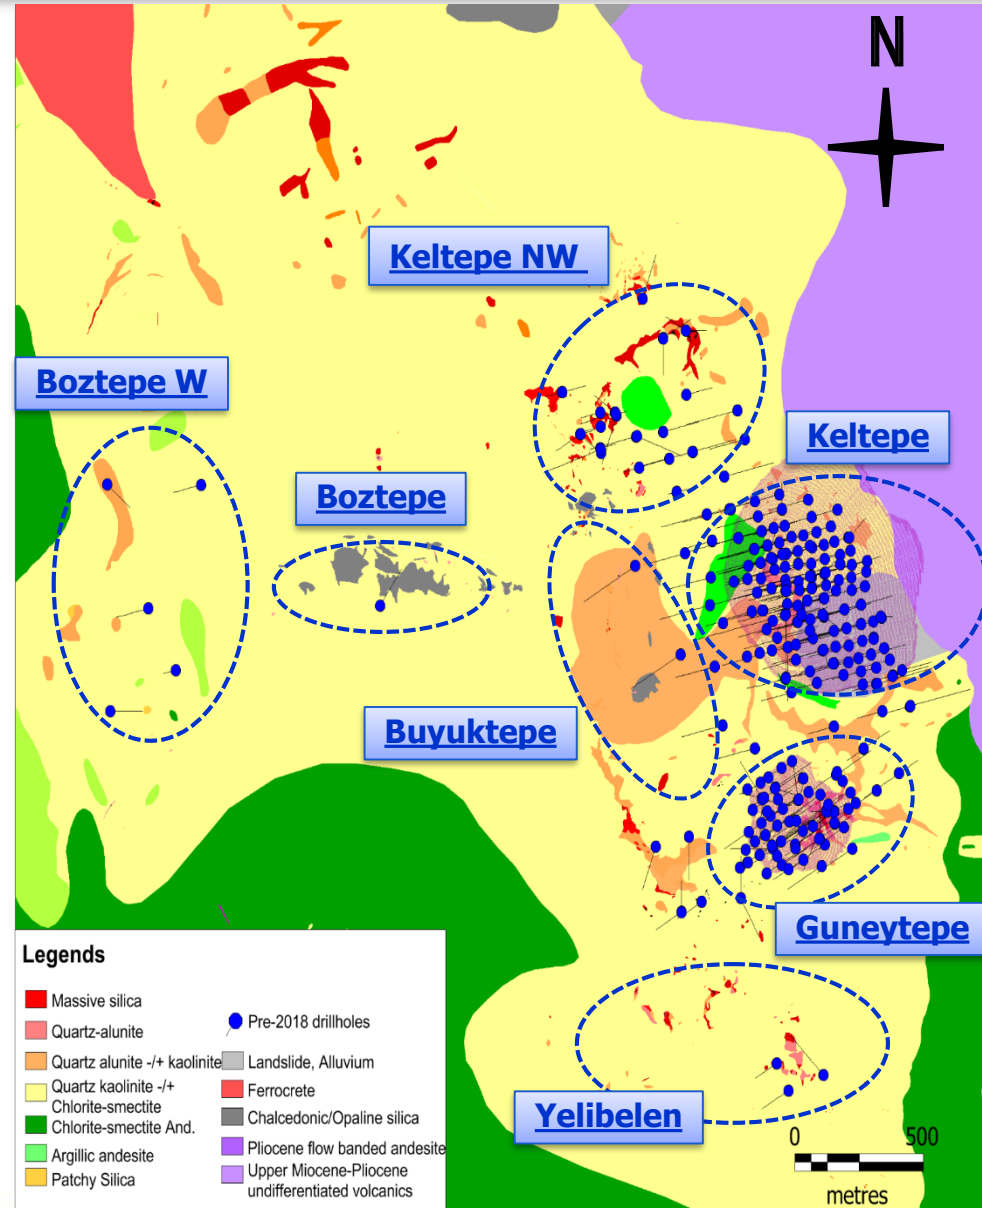 N
Keltepe NW
Boztepe W
Keltepe
Boztepe
Buyuktepe
Guneytepe
Yelibelen
0 500
metres
Legends
Massive silica
Quartz-alunite
Quartz alunite -/+ kaolinite
Quartz kaolinite -/+
Chlorite-smectite
Chlorite-smectite And.
Argillic andesite
Patchy Silica
Pre-2018 drillholes
Landslide, Alluvium
Ferrocrete
Chalcedonic/Opaline silica
Pliocene flow banded andesite
Upper Miocene-Pliocene
undifferentiated volcanics